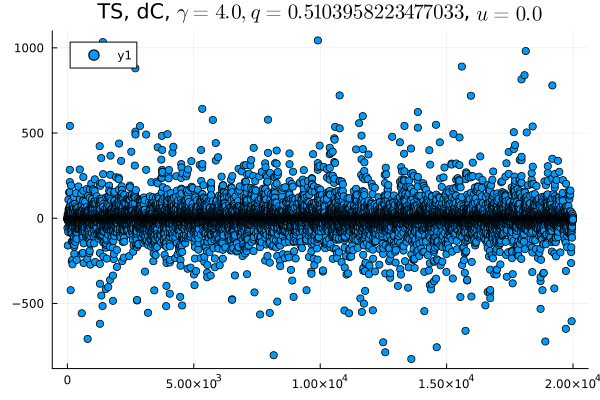 TS, dC, γ = 4.0, q = 0.5103958223477033, u = 0.0
1000
y1
500
0
−500
0 5.00×10³ 1.00×10⁴ 1.50×10⁴ 2.00×10⁴